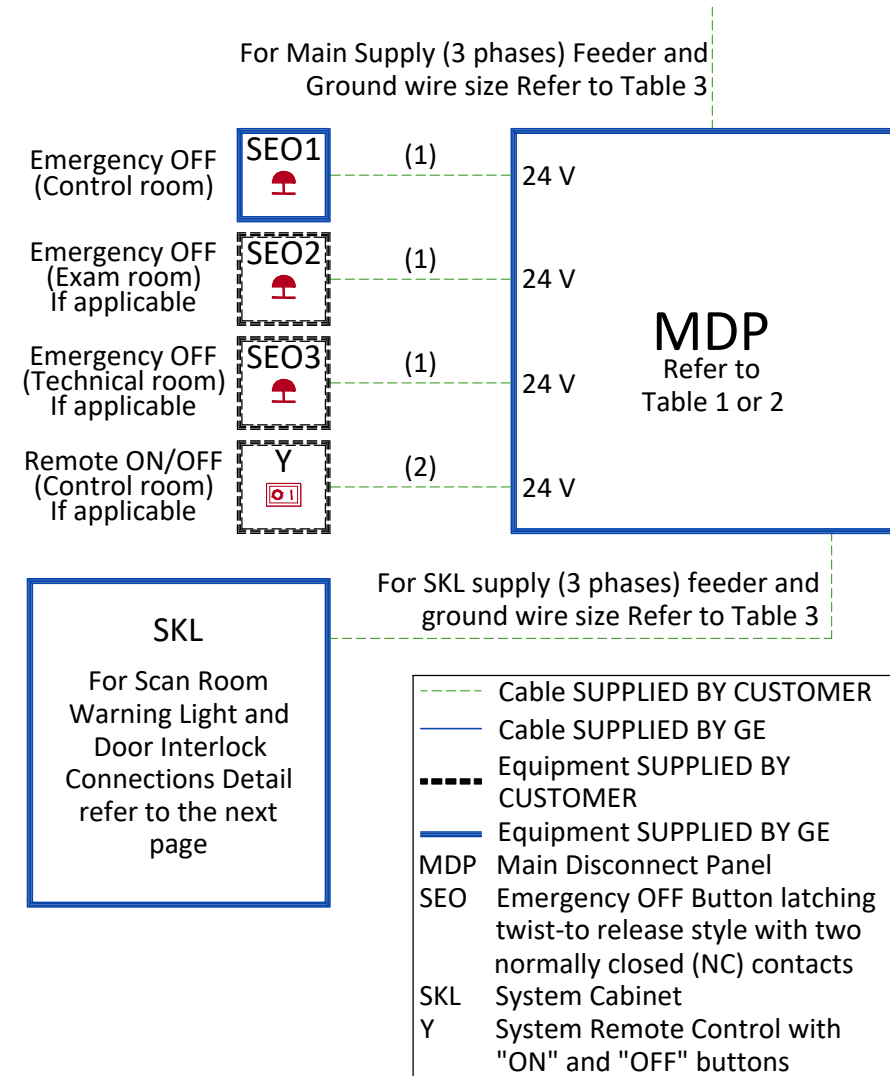 For Main Supply (3 phases) Feeder and
Ground wire size Refer to Table 3
Emergency OFF
(Control room)
SEO1
(1)
24 V
Emergency OFF
(Exam room)
If applicable
SEO2
(1)
24 V
Emergency OFF
(Technical room)
If applicable
SEO3
(1)
24 V
Remote ON/OFF
(Control room)
If applicable
Y
(2)
24 V
MDP
Refer to
Table 1 or 2
For SKL supply (3 phases) feeder and
ground wire size Refer to Table 3
SKL
For Scan Room
Warning Light and
Door Interlock
Connections Detail
refer to the next
page
Cable SUPPLIED BY CUSTOMER
Cable SUPPLIED BY GE
Equipment SUPPLIED BY
CUSTOMER
Equipment SUPPLIED BY GE
MDP Main Disconnect Panel
SEO Emergency OFF Button latching
twist-to release style with two
normally closed (NC) contacts
SKL System Cabinet
Y System Remote Control with
"ON" and "OFF" buttons